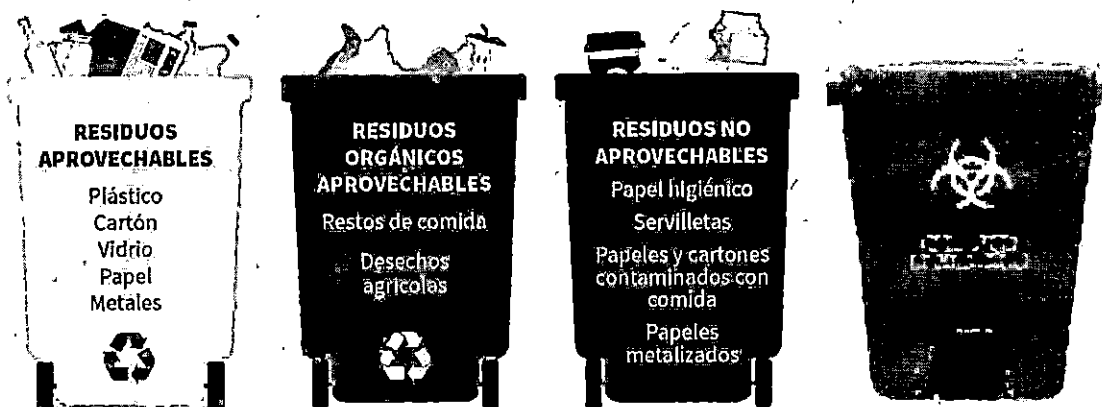 RESIDUOS
APROVECHABLES
Plástico
Cartón
Vidrio
Papel
Metales
RESIDUOS
ORGÁNICOS
APROVECHABLES
Restos de comida
Desechos
agrícolas
RESIDUOS NO
APROVECHABLES
Papel higiénico
Servilletas
Papeles y cartones
contaminados con
comida
Papeles
metalizados